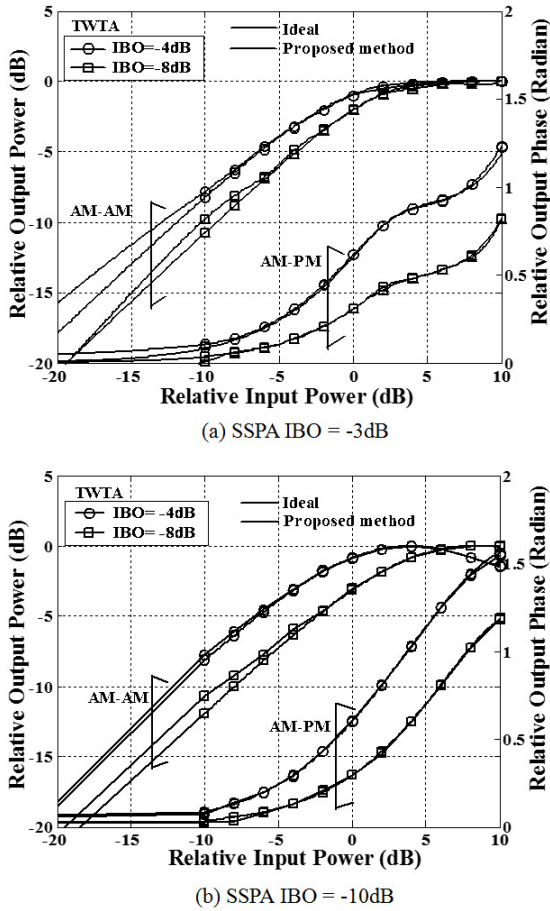 TWTA
IBO=-4dB
IBO=-8dB
Ideal
Proposed method
Relative Output Power (dB)
5
0
-5
-10
-15
-20
AM-AM
AM-PM
2
1.5
1
0.5
0
Relative Output Phase (Radian)
-20 -15 -10 -5 0 5 10
Relative Input Power (dB)
(a) SSPA IBO = -3dB
TWTA
IBO=-4dB
IBO=-8dB
Ideal
Proposed method
Relative Output Power (dB)
5
0
-5
-10
-15
-20
AM-AM
AM-PM
2
1.5
1
0.5
0
Relative Output Phase (Radian)
-20 -15 -10 -5 0 5 10
Relative Input Power (dB)
(b) SSPA IBO = -10dB